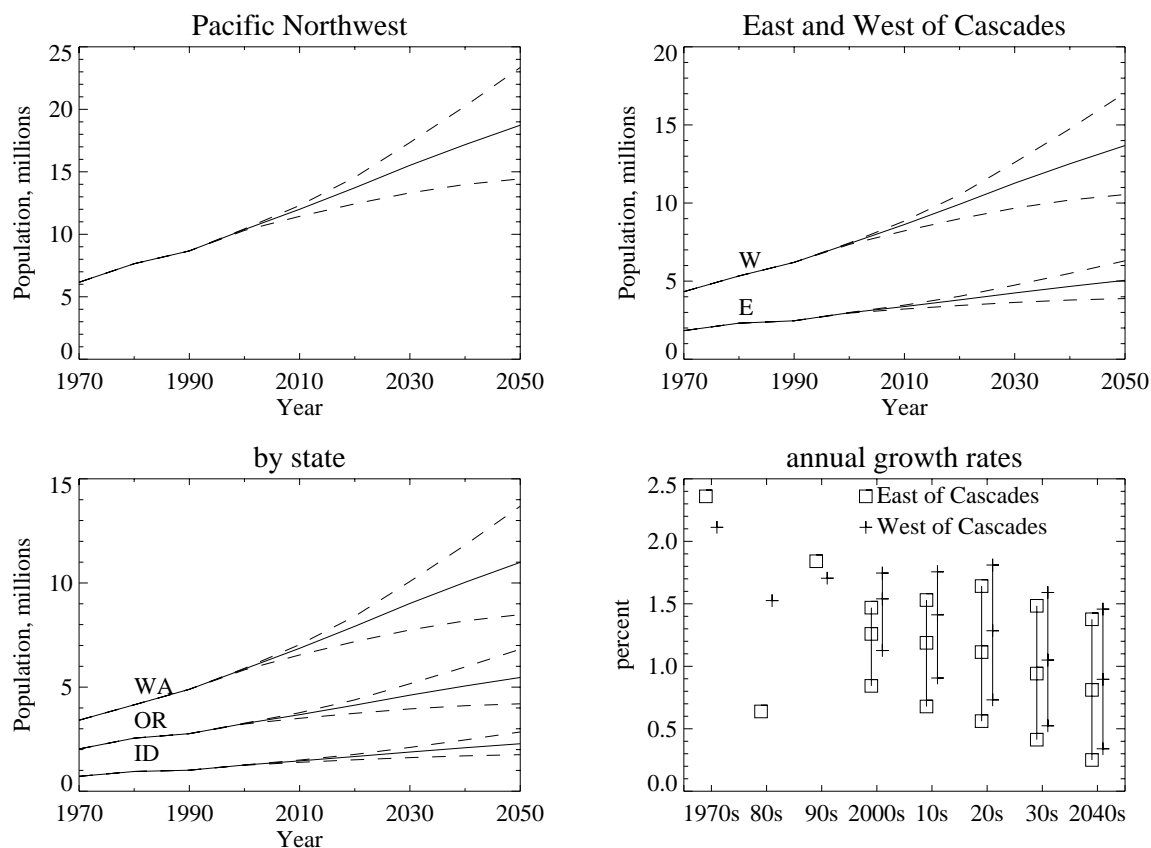 Pacific Northwest
25
20
15
10
5
0
Population, millions
1970 1990 2010 2030 2050
Year
East and West of Cascades
20
15
10
5
0
Population, millions
W
E
1970 1990 2010 2030 2050
Year
by state
15
10
5
0
Population, millions
WA
OR
ID
1970 1990 2010 2030 2050
Year
annual growth rates
2.5
2.0
1.5
1.0
0.5
0.0
percent
East of Cascades
West of Cascades
1970s 80s 90s 2000s 10s 20s 30s 2040s